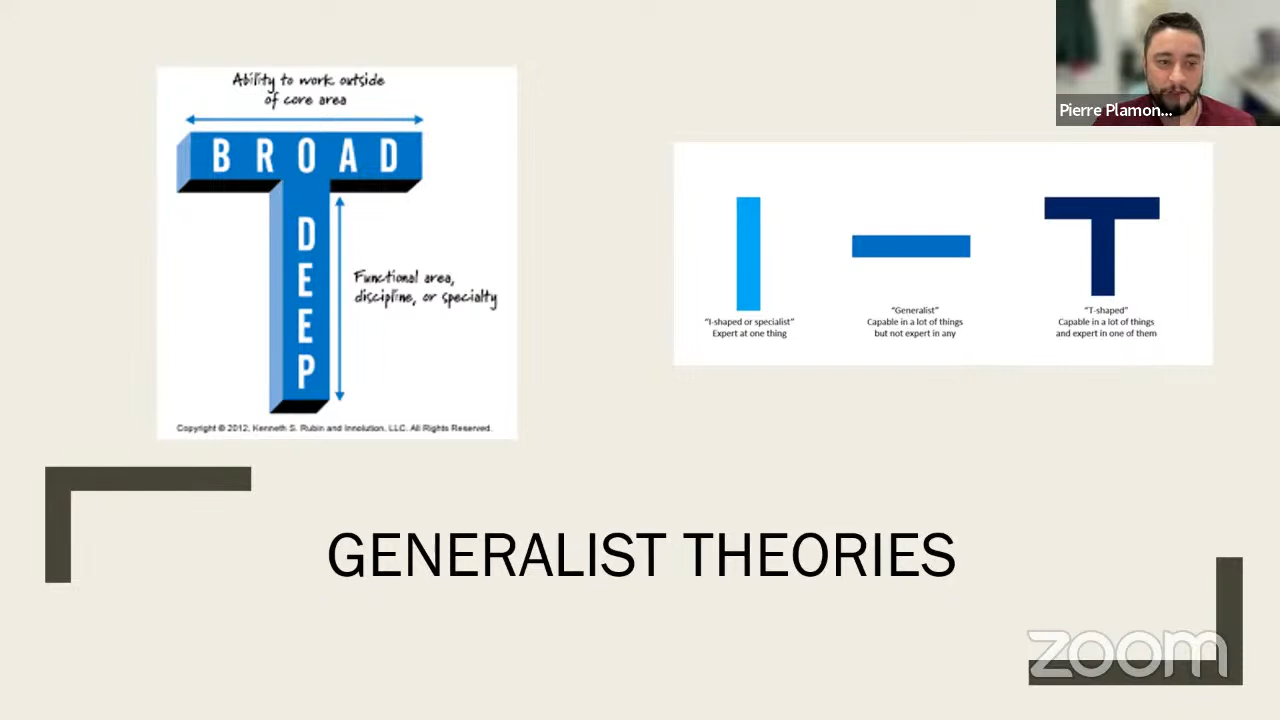 Ability to work outside
of core area
BROAD
DEEP
Functional area,
discipline, or specialty
Copyright © 2012, Kenneth S. Rubin and Innolution, LLC. All Rights Reserved.
Pierre Plamon...
"I-shaped or specialist"
Expert at one thing
"Generalist"
Capable in a lot of things
but not expert in any
"T-shaped"
Capable in a lot of things
and expert in one of them
GENERALIST THEORIES
zoom